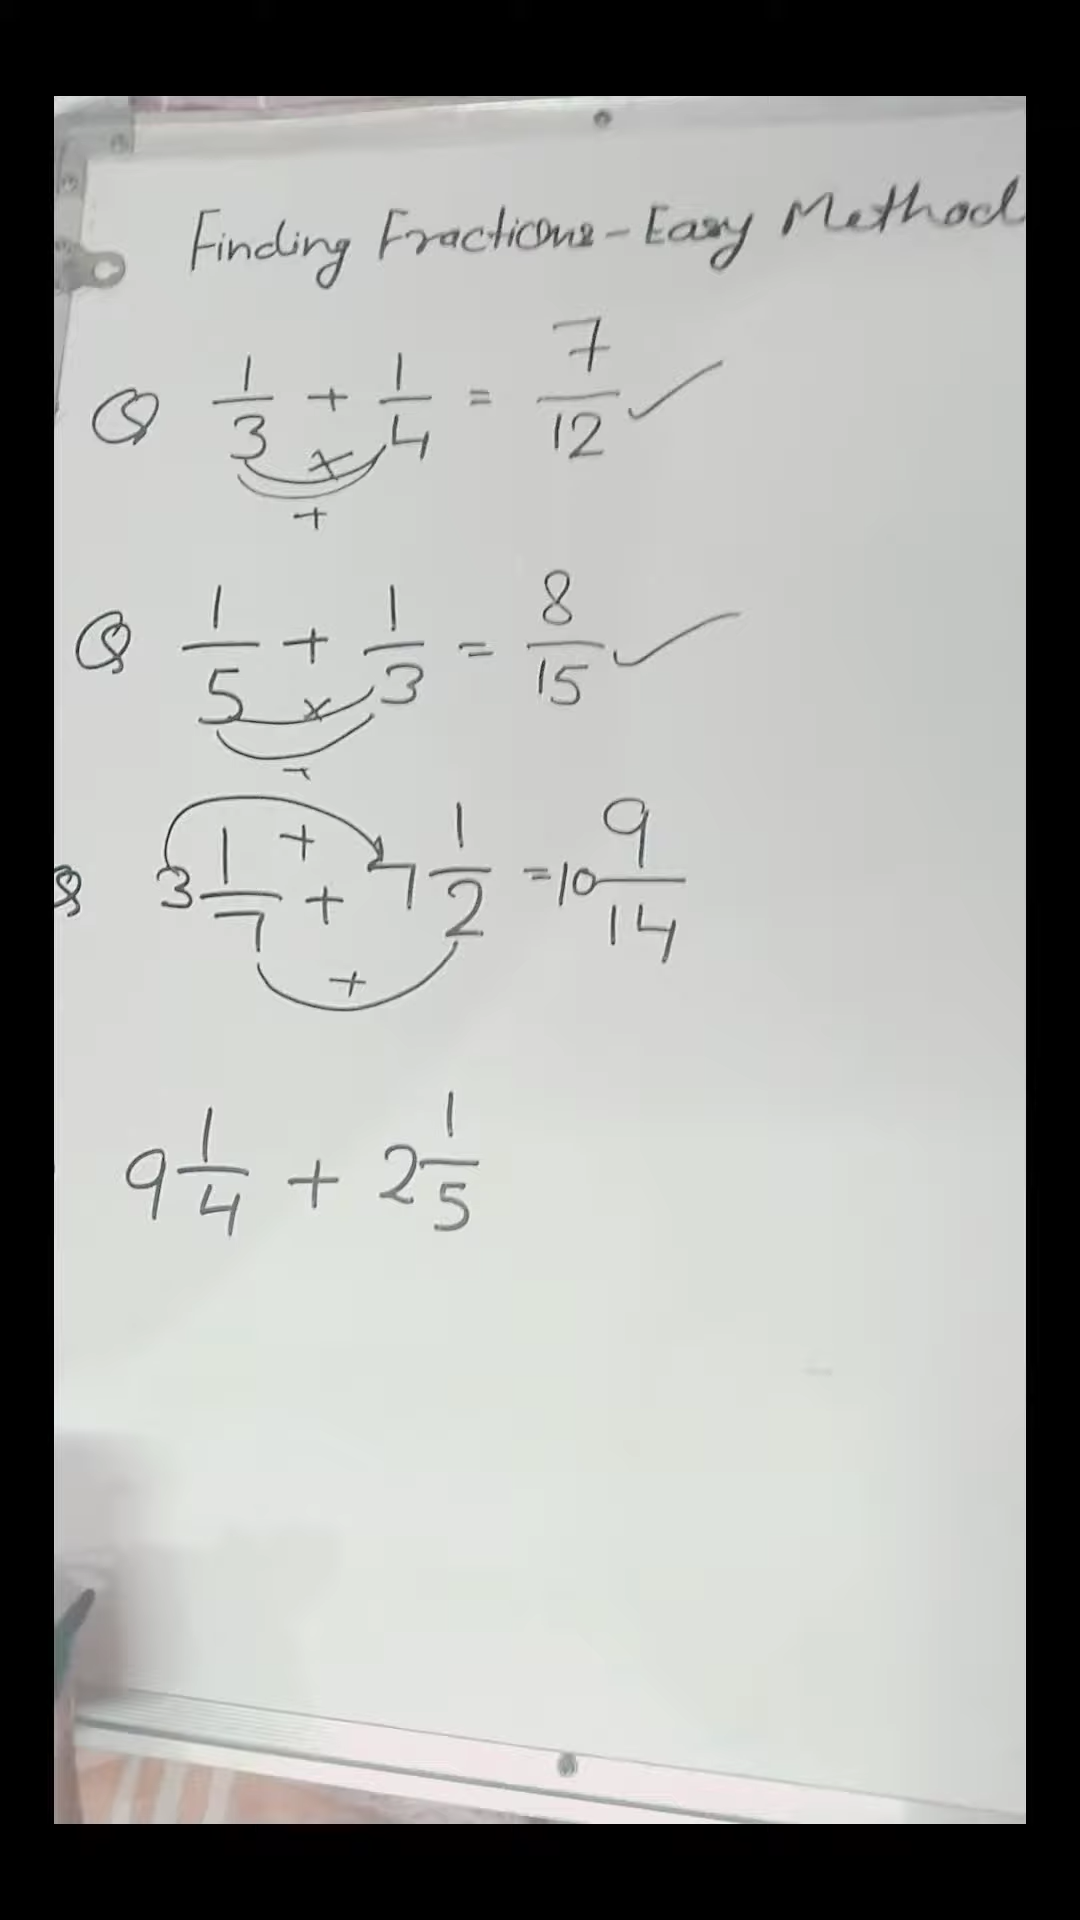 Finding Fractions - Easy Method
Q 1/3 + 1/4 = 7/12 ✓
×
+
Q 1/5 + 1/3 = 8/15 ✓
×
+
+
Q 3 1/7 + 7 1/2 = 10 9/14
+
9 1/4 + 2 1/5